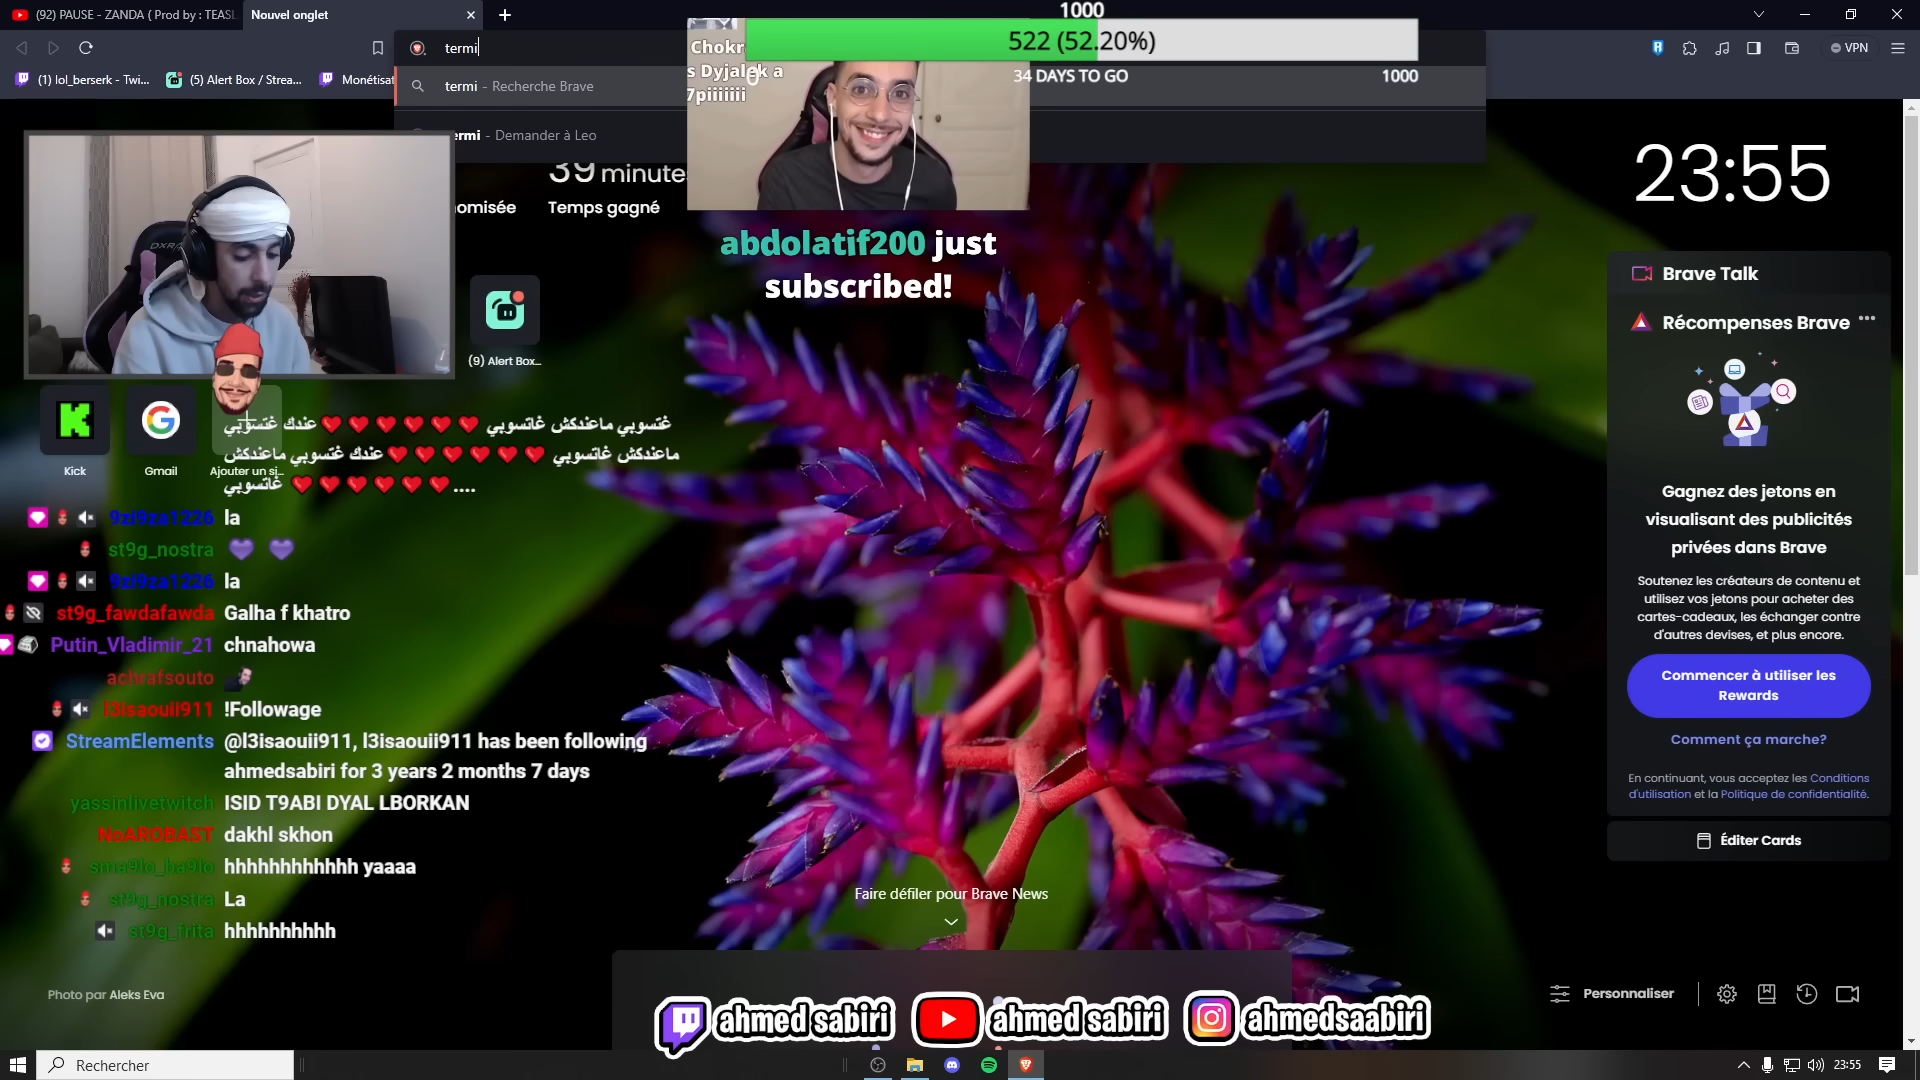 (92) PAUSE - ZANDA ( Prod by : TEASL
Nouvel onglet
termi
VPN
(1) lol_berserk - Twi...
(5) Alert Box / Strea...
Monétisat
termi - Recherche Brave
ermi - Demander à Leo
1000
522 (52.20%)
0
34 DAYS TO GO
1000
Chokr
s Dyjalek a
7piiiiiii
abdolatif200 just
subscribed!
39 minutes
nomisée
Temps gagné
(9) Alert Box...
Kick
Gmail
Ajouter un si...
23:55
Brave Talk
Récompenses Brave
Gagnez des jetons en
visualisant des publicités
privées dans Brave
Soutenez les créateurs de contenu et
utilisez vos jetons pour acheter des
cartes-cadeaux, les échanger contre
d'autres devises, et plus encore.
Commencer à utiliser les
Rewards
Comment ça marche?
En continuant, vous acceptez les Conditions
d'utilisation et la Politique de confidentialité.
Éditer Cards
عندك غتسوبي ❤❤❤❤❤❤ غتسوبي ماعندكش غاتسوبي
عندك غتسوبي ماعندكش ❤❤❤❤❤❤ ماعندكش غاتسوبي
غاتسوبي ❤❤❤❤❤❤....
9zi9za1226 la
st9g_nostra 💜 💜
9zi9za1226 la
st9g_fawdafawda Galha f khatro
Putin_Vladimir_21 chnahowa
achrafsouto
l3isaouii911 !Followage
StreamElements @l3isaouii911, l3isaouii911 has been following
ahmedsabiri for 3 years 2 months 7 days
yassinlivetwitch ISID T9ABI DYAL LBORKAN
NoAROBAST dakhl skhon
sma9lo_ba9lo hhhhhhhhhhhh yaaaa
st9g_nostra La
st9g_frita hhhhhhhhhh
Faire défiler pour Brave News
Photo par Aleks Eva
Personnaliser
ahmed sabiri
ahmed sabiri
ahmedsaabiri
Rechercher
23:55